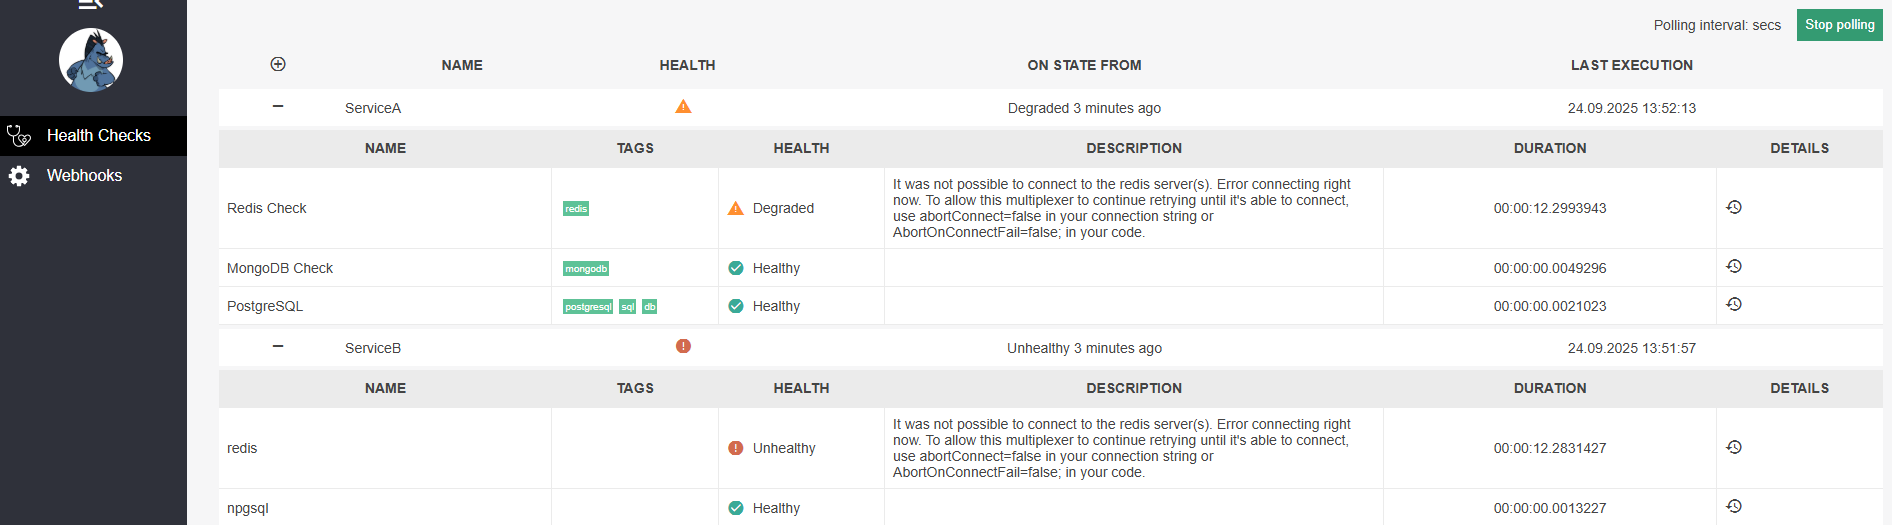 Polling interval: secs Stop polling
NAME HEALTH ON STATE FROM LAST EXECUTION
ServiceA Degraded 3 minutes ago 24.09.2025 13:52:13
Health Checks
Webhooks
NAME TAGS HEALTH DESCRIPTION DURATION DETAILS
Redis Check redis Degraded It was not possible to connect to the redis server(s). Error connecting right
now. To allow this multiplexer to continue retrying until it's able to connect,
use abortConnect=false in your connection string or
AbortOnConnectFail=false; in your code. 00:00:12.2993943
MongoDB Check mongodb Healthy 00:00:00.0049296
PostgreSQL postgresql sql db Healthy 00:00:00.0021023
ServiceB Unhealthy 3 minutes ago 24.09.2025 13:51:57
NAME TAGS HEALTH DESCRIPTION DURATION DETAILS
redis Unhealthy It was not possible to connect to the redis server(s). Error connecting right
now. To allow this multiplexer to continue retrying until it's able to connect,
use abortConnect=false in your connection string or
AbortOnConnectFail=false; in your code. 00:00:12.2831427
npgsql Healthy 00:00:00.0013227